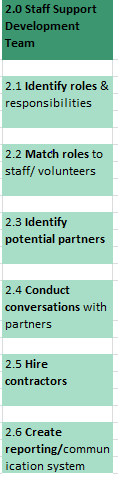 2.0 Staff Support
Development
Team
2.1 Identify roles &
responsibilities
2.2 Match roles to
staff/ volunteers
2.3 Identify
potential partners
2.4 Conduct
conversations with
partners
2.5 Hire
contractors
2.6 Create
reporting/commun
ication system